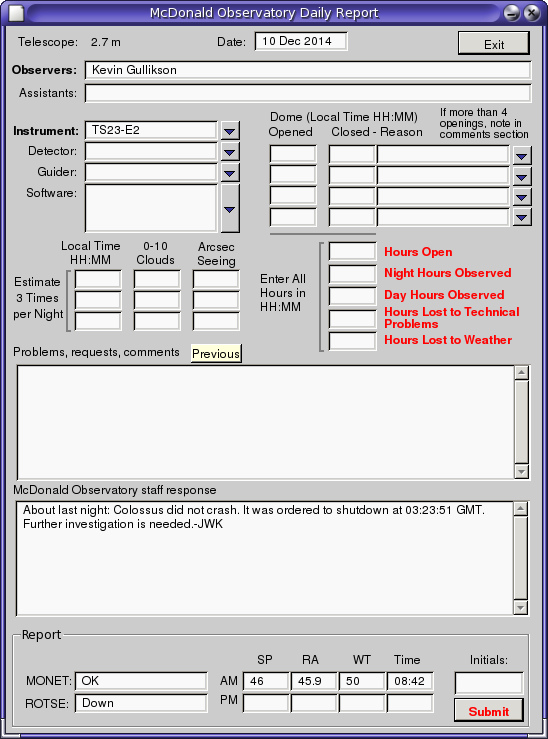 McDonald Observatory Daily Report
Telescope: 2.7 m Date: 10 Dec 2014 Exit
Observers: Kevin Gullikson
Assistants:
Dome (Local Time HH:MM) If more than 4
openings, note in
comments section
Opened Closed - Reason
Instrument: TS23-E2
Detector:
Guider:
Software:
Local Time 0-10 Arcsec
HH:MM Clouds Seeing
Estimate
3 Times
per Night
Enter All
Hours in
HH:MM
Hours Open
Night Hours Observed
Day Hours Observed
Hours Lost to Technical
Problems
Hours Lost to Weather
Problems, requests, comments Previous
McDonald Observatory staff response
About last night: Colossus did not crash. It was ordered to shutdown at 03:23:51 GMT.
Further investigation is needed.-JWK
Report
SP RA WT Time Initials:
MONET: OK AM 46 45.9 50 08:42
ROTSE: Down PM
Submit